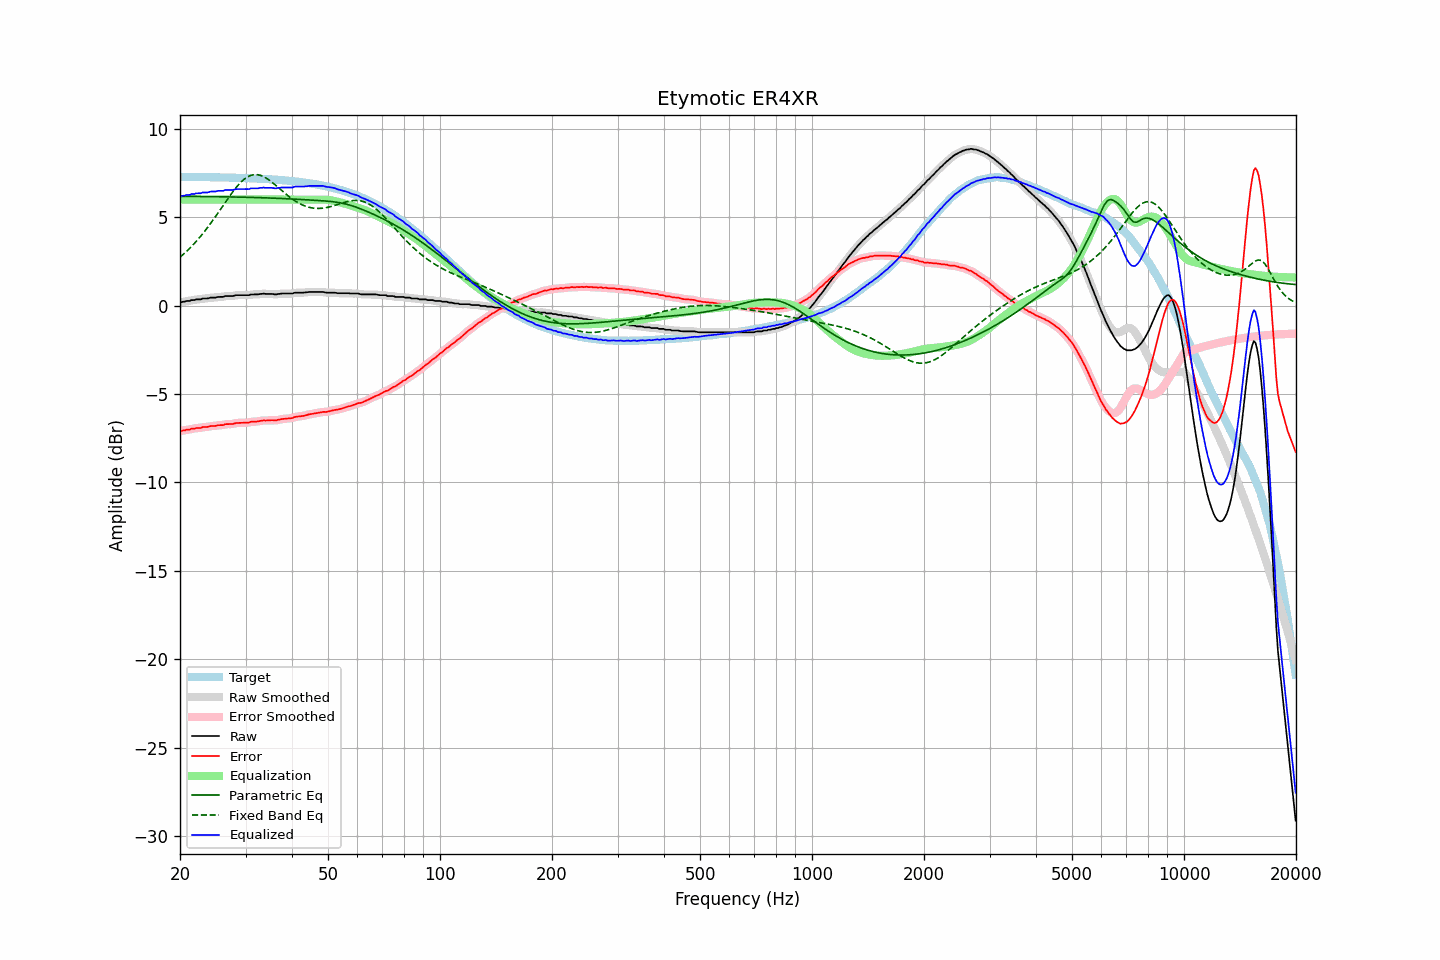 Etymotic ER4XR
Amplitude (dBr)
10
5
0
−5
−10
−15
−20
−25
−30
Target
Raw Smoothed
Error Smoothed
Raw
Error
Equalization
Parametric Eq
Fixed Band Eq
Equalized
20
50
100
200
500
1000
2000
5000
10000
20000
Frequency (Hz)